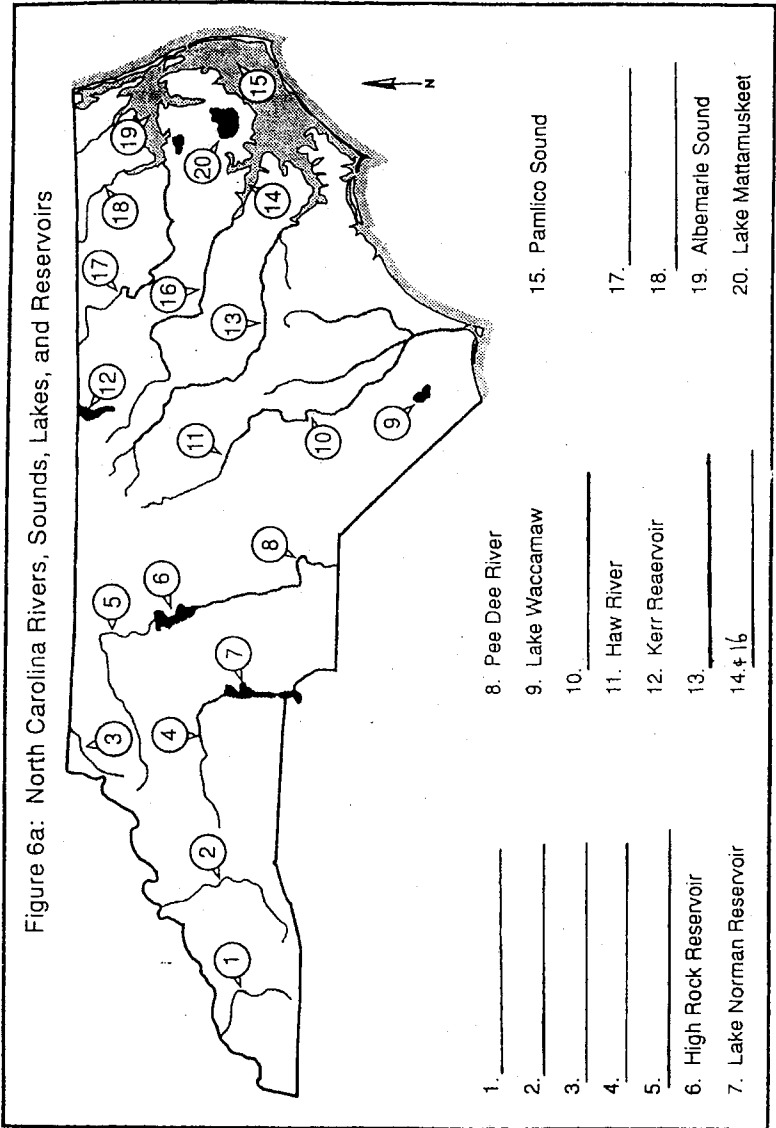 Figure 6a: North Carolina Rivers, Sounds, Lakes, and Reservoirs
1
2
3
4
5
6
7
8
9
10
11
12
13
14
15
16
17
18
19
20
N
1.
2.
3.
4.
5.
6. High Rock Reservoir
7. Lake Norman Reservoir
8. Pee Dee River
9. Lake Waccamaw
10.
11. Haw River
12. Kerr Reaervoir
13.
14.& 16
15. Pamlico Sound
17.
18.
19. Albemarle Sound
20. Lake Mattamuskeet